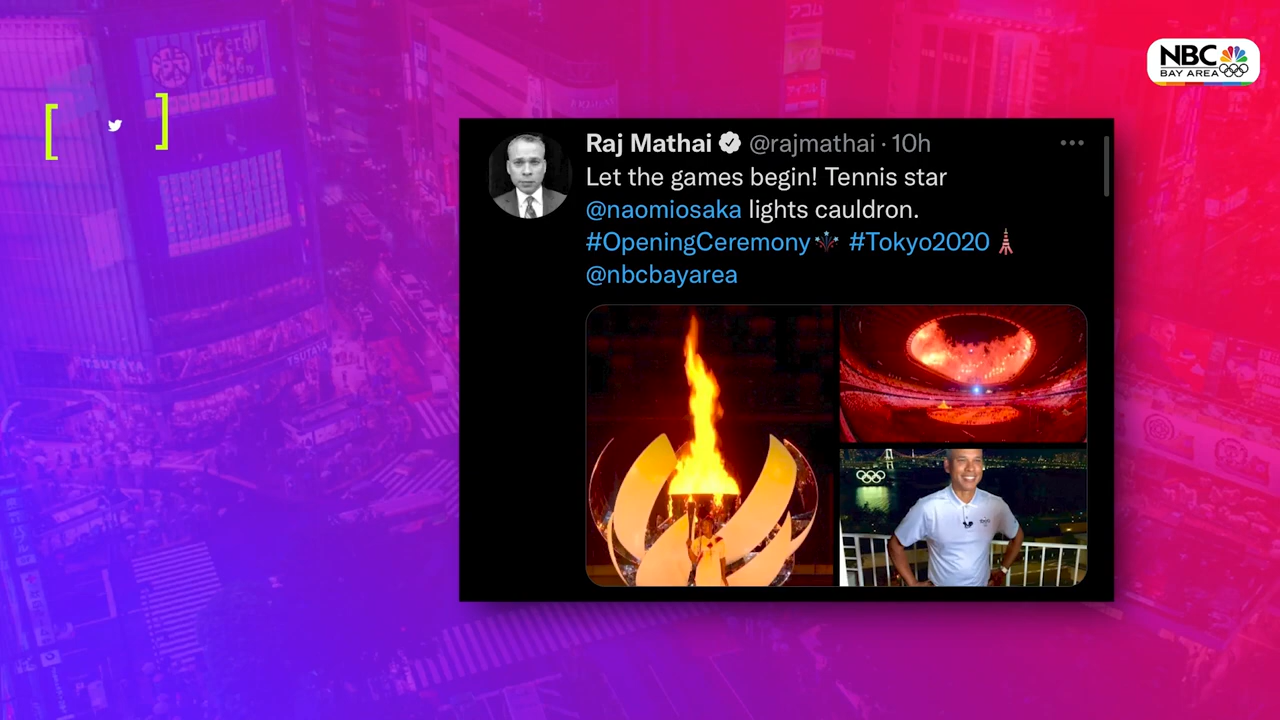 NBC
BAY AREA
[ ]
Raj Mathai @rajmathai · 10h
Let the games begin! Tennis star
@naomiosaka lights cauldron.
#OpeningCeremony #Tokyo2020
@nbcbayarea
TSUTAYA
TSUTAYA